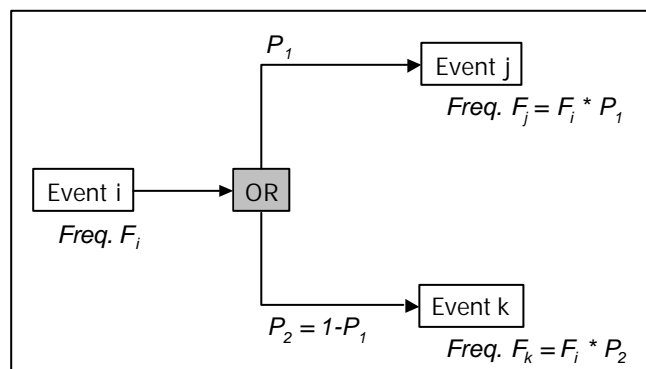 P₁
Event j
Freq. Fⱼ = Fᵢ * P₁
Event i
OR
Freq. Fᵢ
Event k
P₂ = 1-P₁
Freq. Fₖ = Fᵢ * P₂